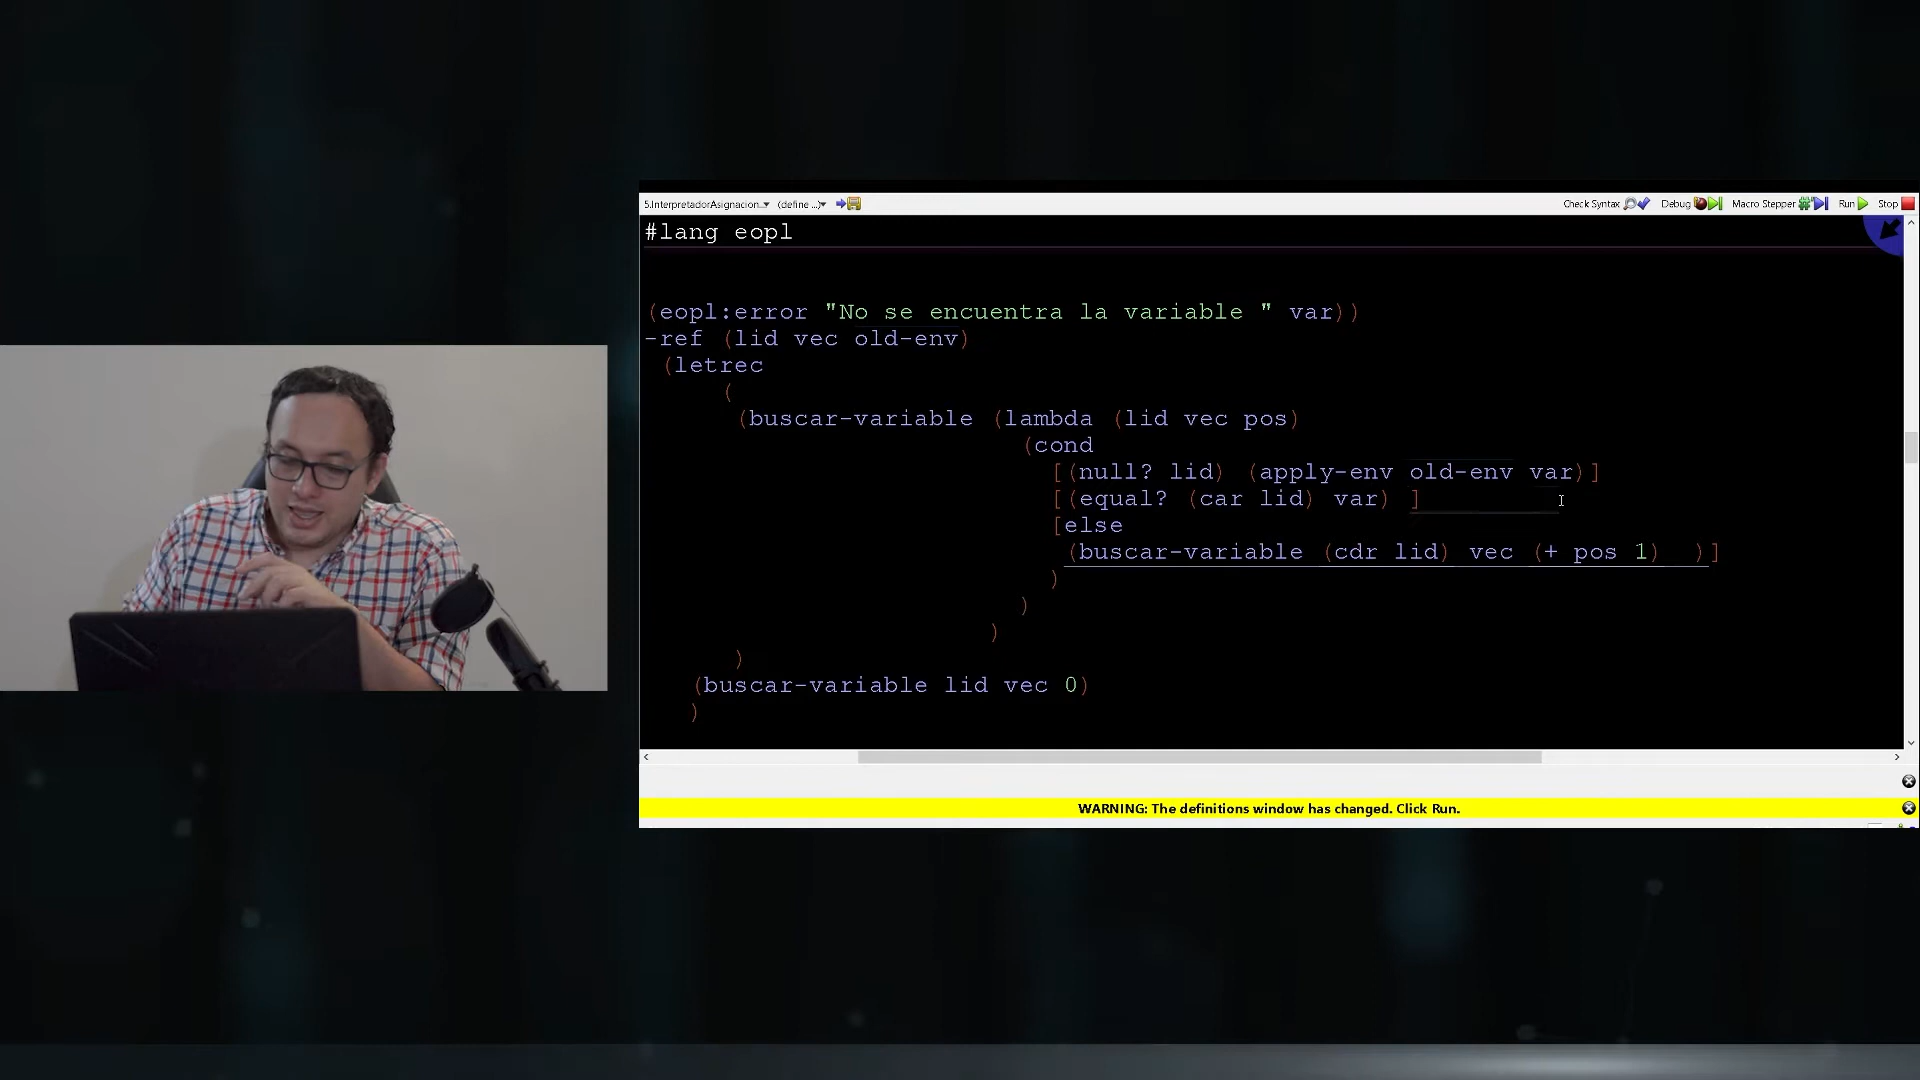 5.InterpretadorAsignacion...▾ (define ...)▾ Check Syntax Debug Macro Stepper Run Stop
#lang eopl
(eopl:error "No se encuentra la variable " var))
-ref (lid vec old-env)
(letrec
(
(buscar-variable (lambda (lid vec pos)
(cond
[(null? lid) (apply-env old-env var)]
[(equal? (car lid) var) ]
[else
(buscar-variable (cdr lid) vec (+ pos 1) )]
)
)
)
)
(buscar-variable lid vec 0)
)
WARNING: The definitions window has changed. Click Run.